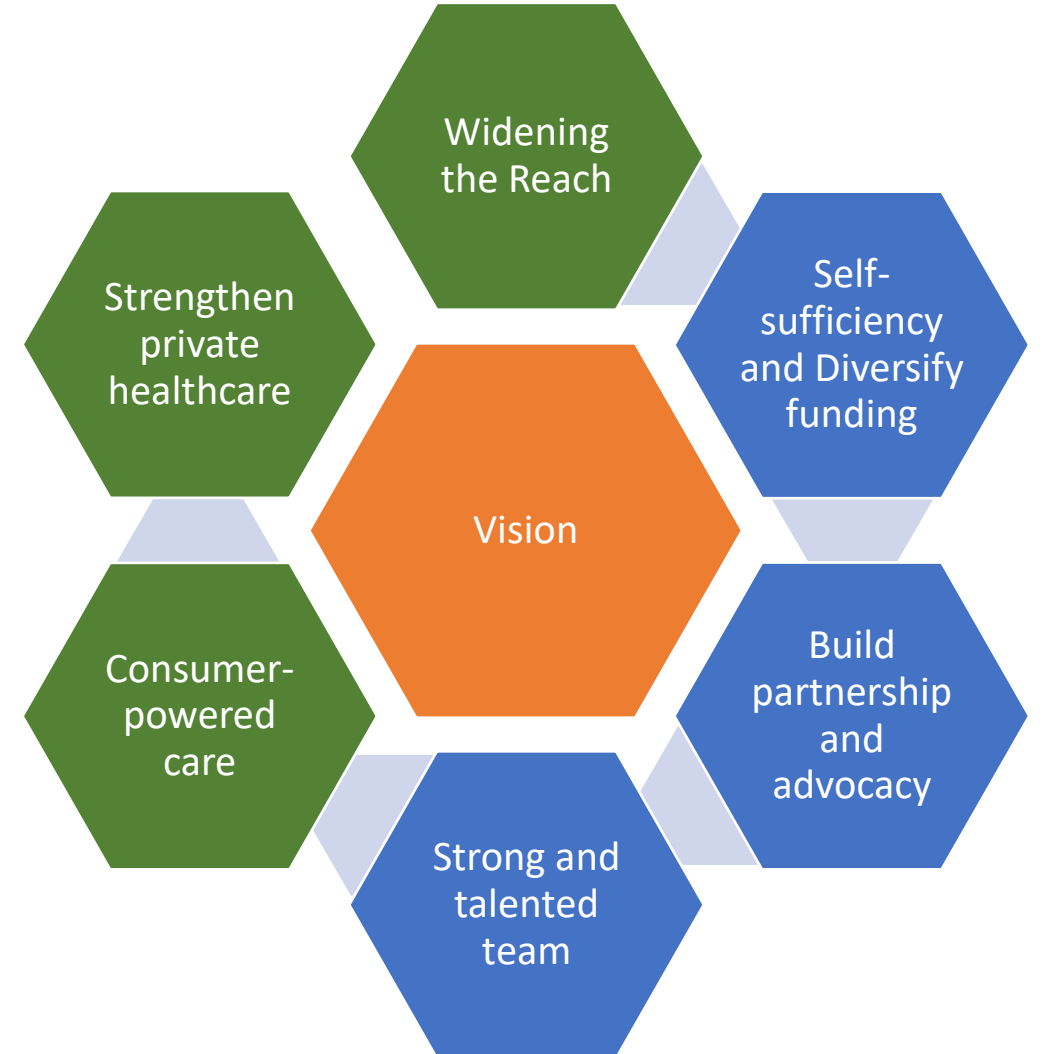 Widening
the Reach
Self-
sufficiency
and Diversify
funding
Build
partnership
and
advocacy
Strong and
talented
team
Consumer-
powered
care
Strengthen
private
healthcare
Vision